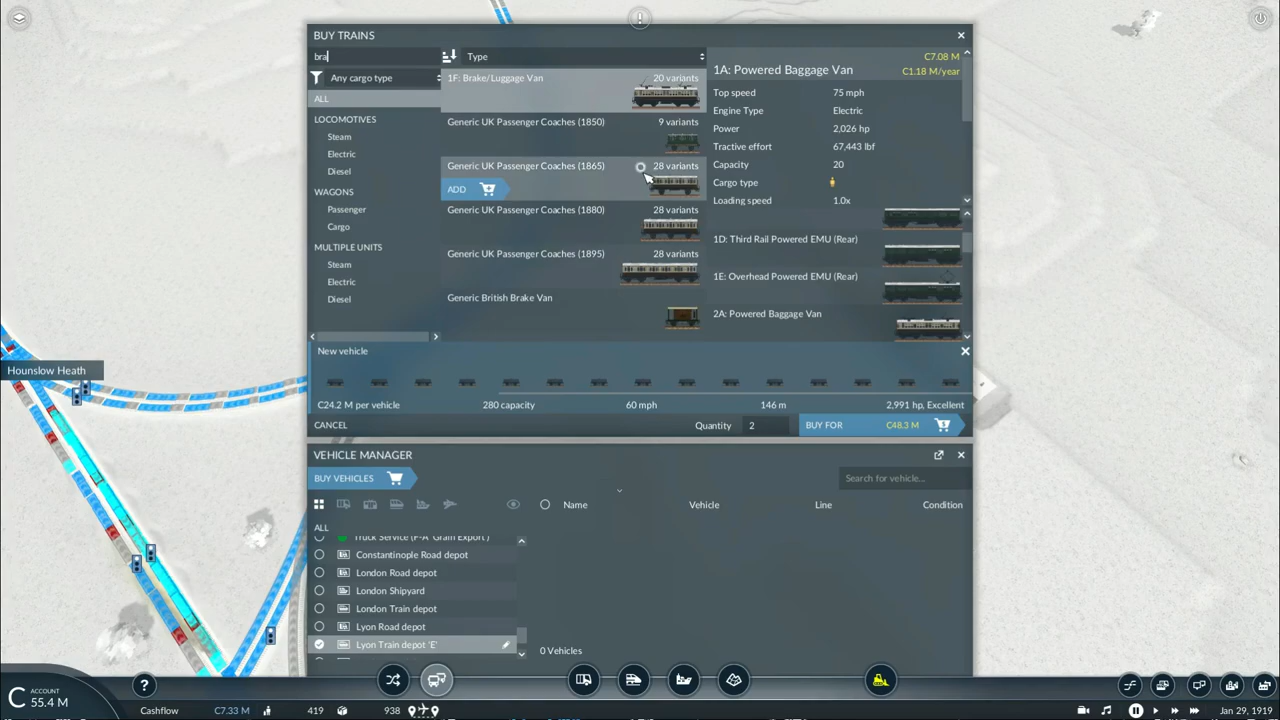 BUY TRAINS
bra
Type
Any cargo type
ALL
LOCOMOTIVES
Steam
Electric
Diesel
WAGONS
Passenger
Cargo
MULTIPLE UNITS
Steam
Electric
Diesel
1F: Brake/Luggage Van 20 variants
Generic UK Passenger Coaches (1850) 9 variants
Generic UK Passenger Coaches (1865) 28 variants
ADD
Generic UK Passenger Coaches (1880) 28 variants
Generic UK Passenger Coaches (1895) 28 variants
Generic British Brake Van
C7.08 M
1A: Powered Baggage Van C1.18 M/year
Top speed 75 mph
Engine Type Electric
Power 2,026 hp
Tractive effort 67,443 lbf
Capacity 20
Cargo type
Loading speed 1.0x
1D: Third Rail Powered EMU (Rear)
1E: Overhead Powered EMU (Rear)
2A: Powered Baggage Van
New vehicle
C24.2 M per vehicle 280 capacity 60 mph 146 m 2,991 hp, Excellent
CANCEL Quantity 2 BUY FOR C48.3 M
Hounslow Heath
VEHICLE MANAGER
BUY VEHICLES Search for vehicle...
Name Vehicle Line Condition
ALL
Truck Service (F-A 'Grain Export')
Constantinople Road depot
London Road depot
London Shipyard
London Train depot
Lyon Road depot
Lyon Train depot 'E'
0 Vehicles
C ACCOUNT
55.4 M
?
Cashflow C7.33 M 419 938 Jan 29, 1919